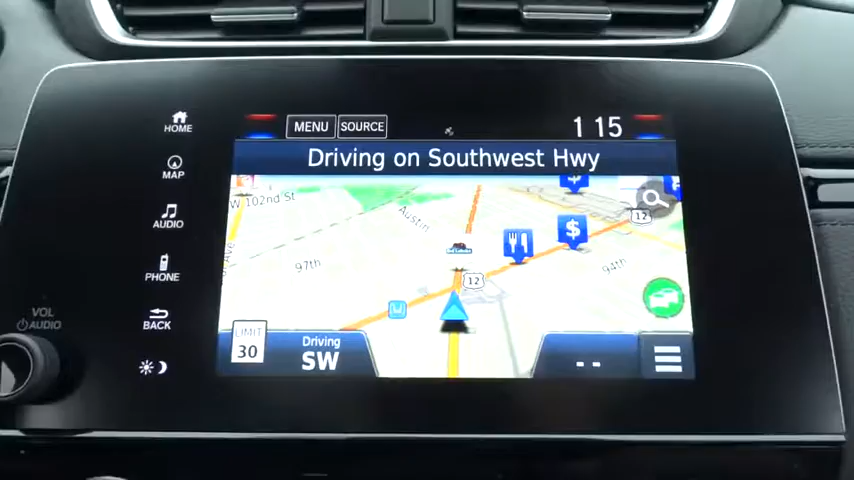 HOME
MENU
SOURCE
1 15
MAP
Driving on Southwest Hwy
W 102nd St
Austin
$
12
AUDIO
97th
$
12
94th
PHONE
VOL
AUDIO
BACK
LIMIT
30
Driving
SW
- -